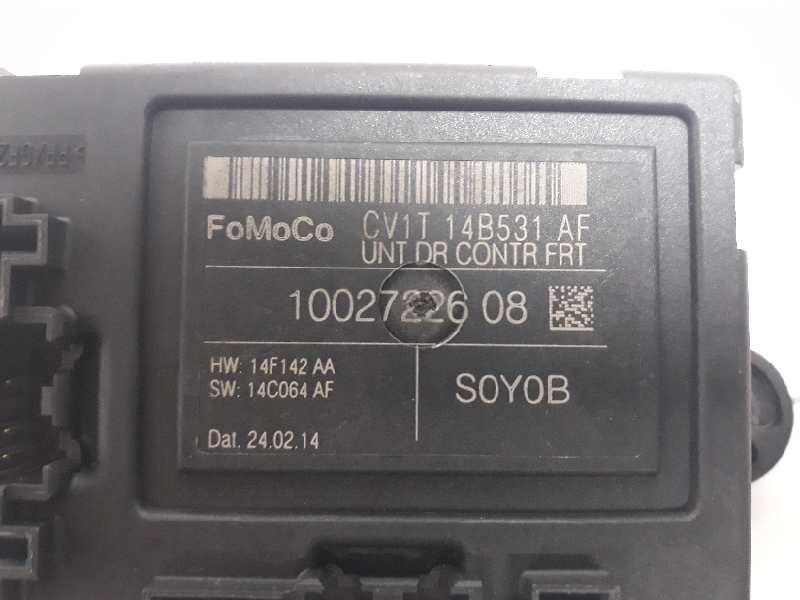 FoMoCo CV1T 14B531 AF
UNT DR CONTR FRT
10027226 08
HW: 14F142 AA
SW: 14C064 AF
S0Y0B
Dat. 24.02.14